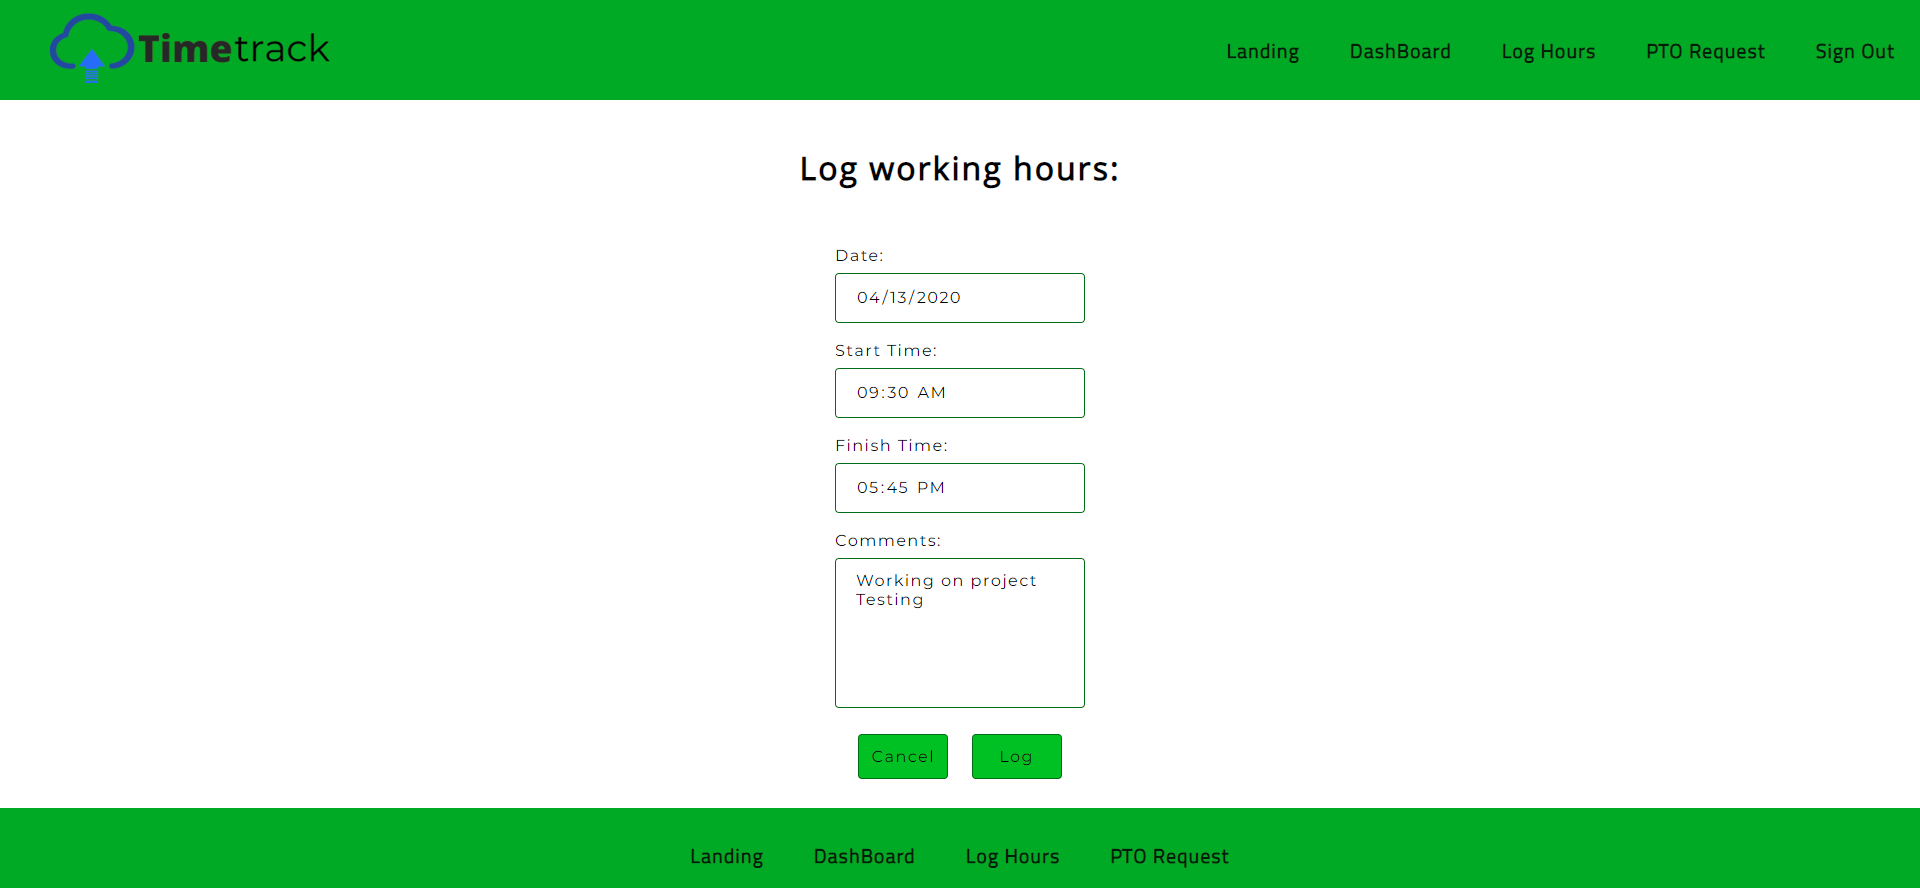 Timetrack
Landing DashBoard Log Hours PTO Request Sign Out
Log working hours:
Date:
04/13/2020
Start Time:
09:30 AM
Finish Time:
05:45 PM
Comments:
Working on project
Testing
Cancel Log
Landing DashBoard Log Hours PTO Request